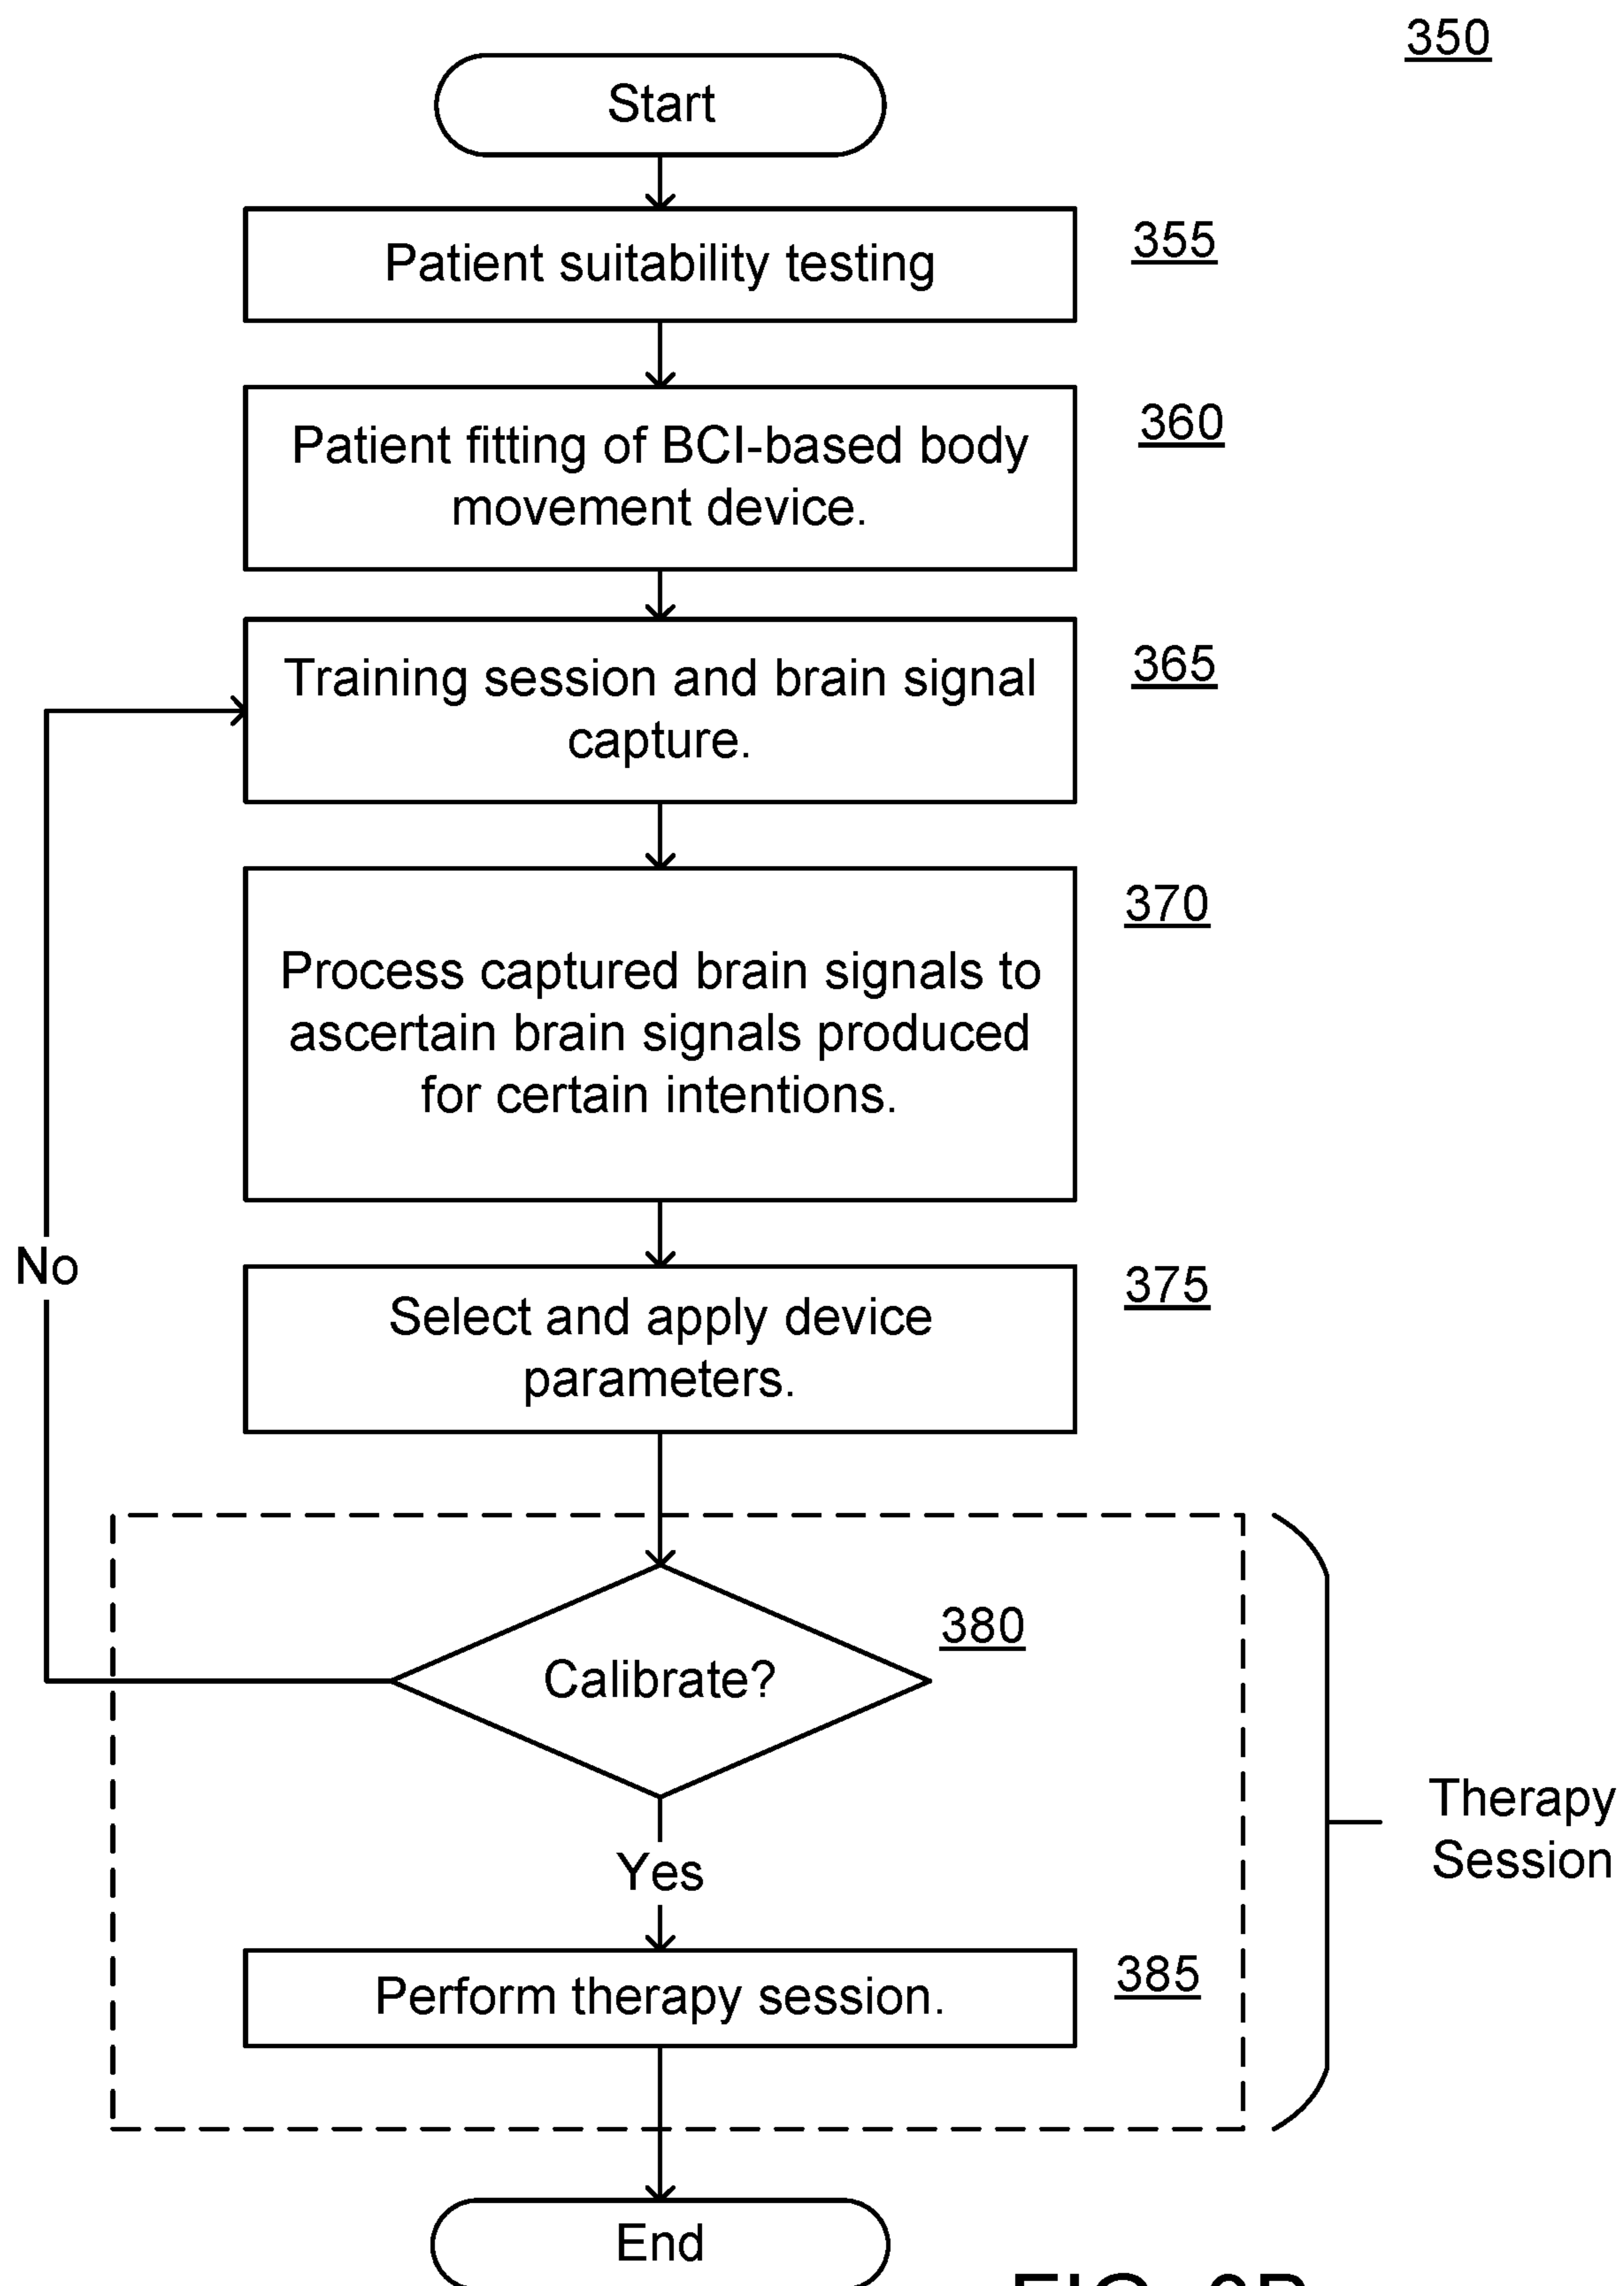 350
Start
Patient suitability testing
355
Patient fitting of BCI-based body
movement device.
360
Training session and brain signal
capture.
365
Process captured brain signals to
ascertain brain signals produced
for certain intentions.
370
No
Select and apply device
parameters.
375
Calibrate?
380
Yes
Therapy
Session
Perform therapy session.
385
End
FIG.